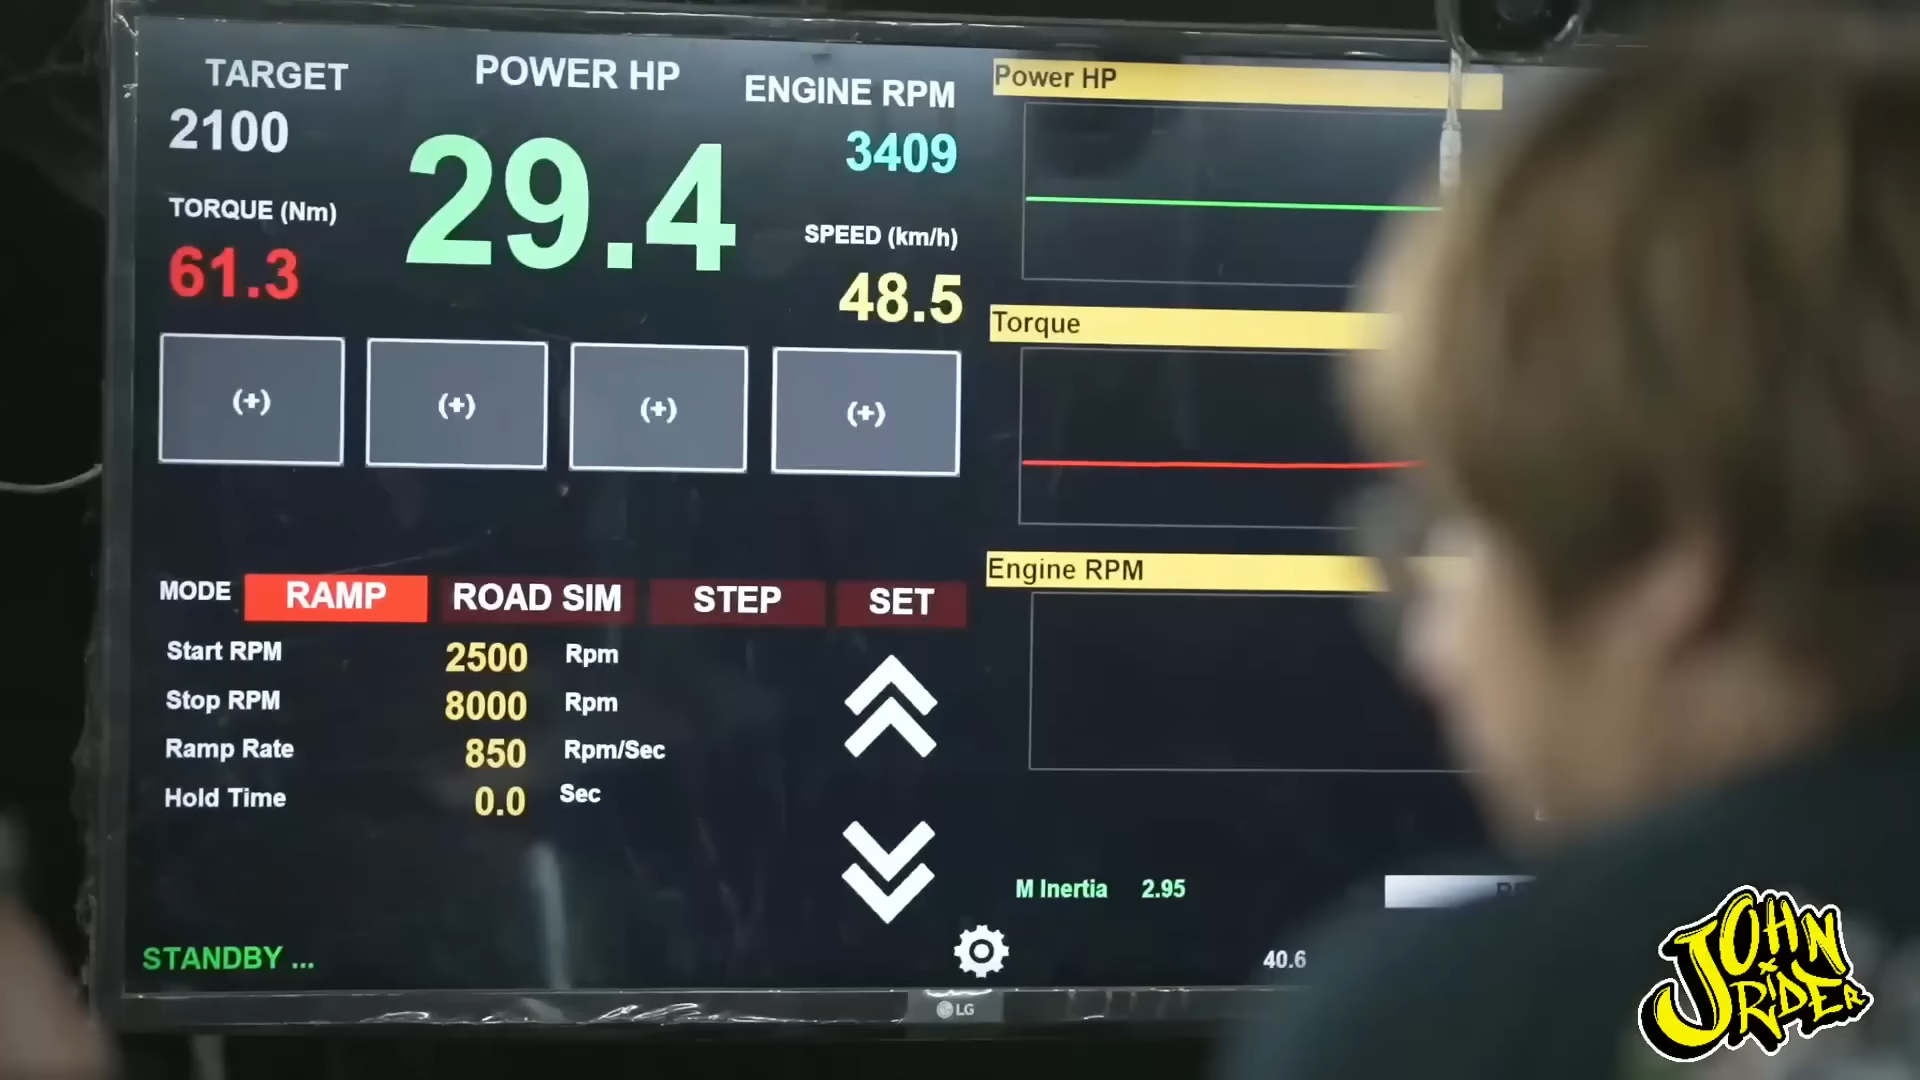 TARGET
2100
POWER HP
29.4
ENGINE RPM
3409
TORQUE (Nm)
61.3
SPEED (km/h)
48.5
(+) (+) (+) (+)
MODE RAMP ROAD SIM STEP SET
Start RPM 2500 Rpm
Stop RPM 8000 Rpm
Ramp Rate 850 Rpm/Sec
Hold Time 0.0 Sec
STANDBY ...
Power HP
Torque
Engine RPM
M Inertia 2.95
40.6
LG
JOHN RIDER